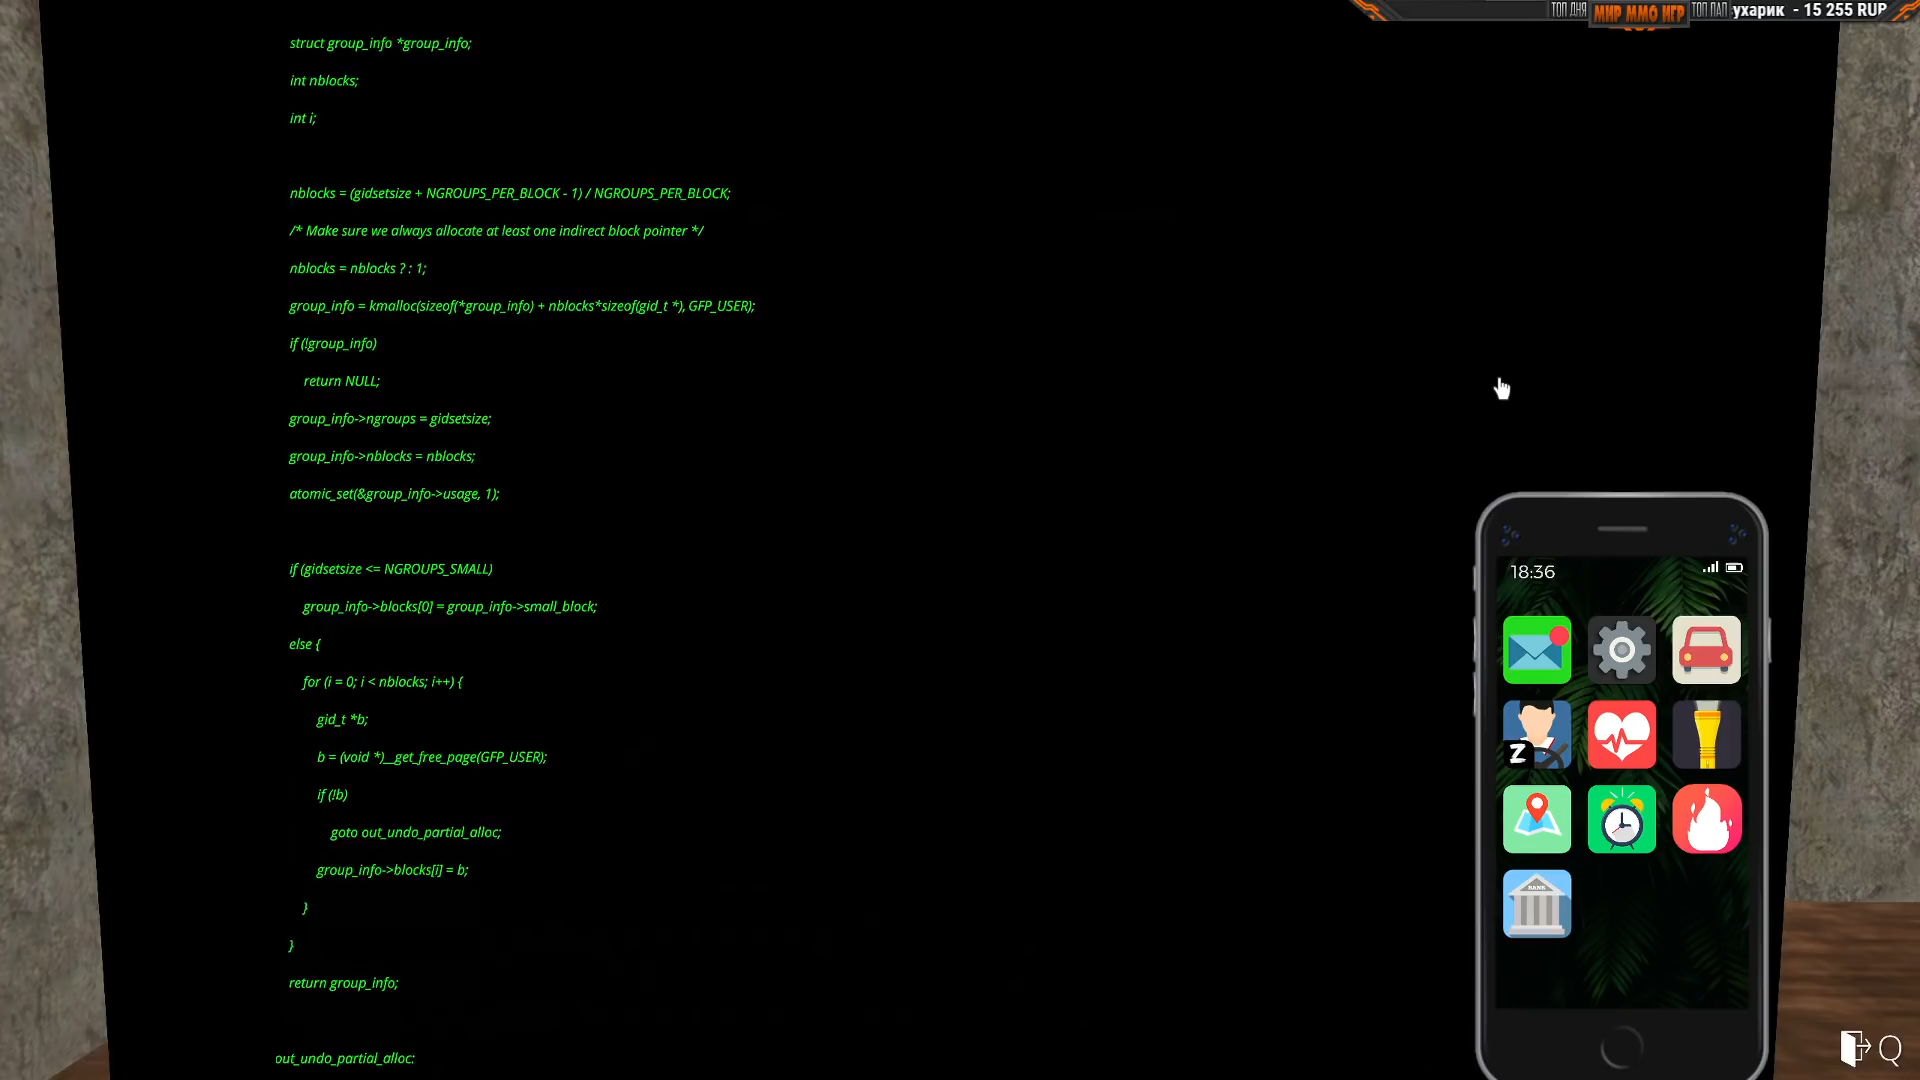 ТОП ДНЯ МИР ММО ИГР ТОП ПАП ухарик - 15 255 RUP
struct group_info *group_info;
int nblocks;
int i;
nblocks = (gidsetsize + NGROUPS_PER_BLOCK - 1) / NGROUPS_PER_BLOCK;
/* Make sure we always allocate at least one indirect block pointer */
nblocks = nblocks ? : 1;
group_info = kmalloc(sizeof(*group_info) + nblocks*sizeof(gid_t *), GFP_USER);
if (!group_info)
return NULL;
group_info->ngroups = gidsetsize;
group_info->nblocks = nblocks;
atomic_set(&group_info->usage, 1);
if (gidsetsize <= NGROUPS_SMALL)
group_info->blocks[0] = group_info->small_block;
else {
for (i = 0; i < nblocks; i++) {
gid_t *b;
b = (void *)__get_free_page(GFP_USER);
if (!b)
goto out_undo_partial_alloc;
group_info->blocks[i] = b;
}
}
return group_info;
out_undo_partial_alloc:
18:36
Z
BANK
Q